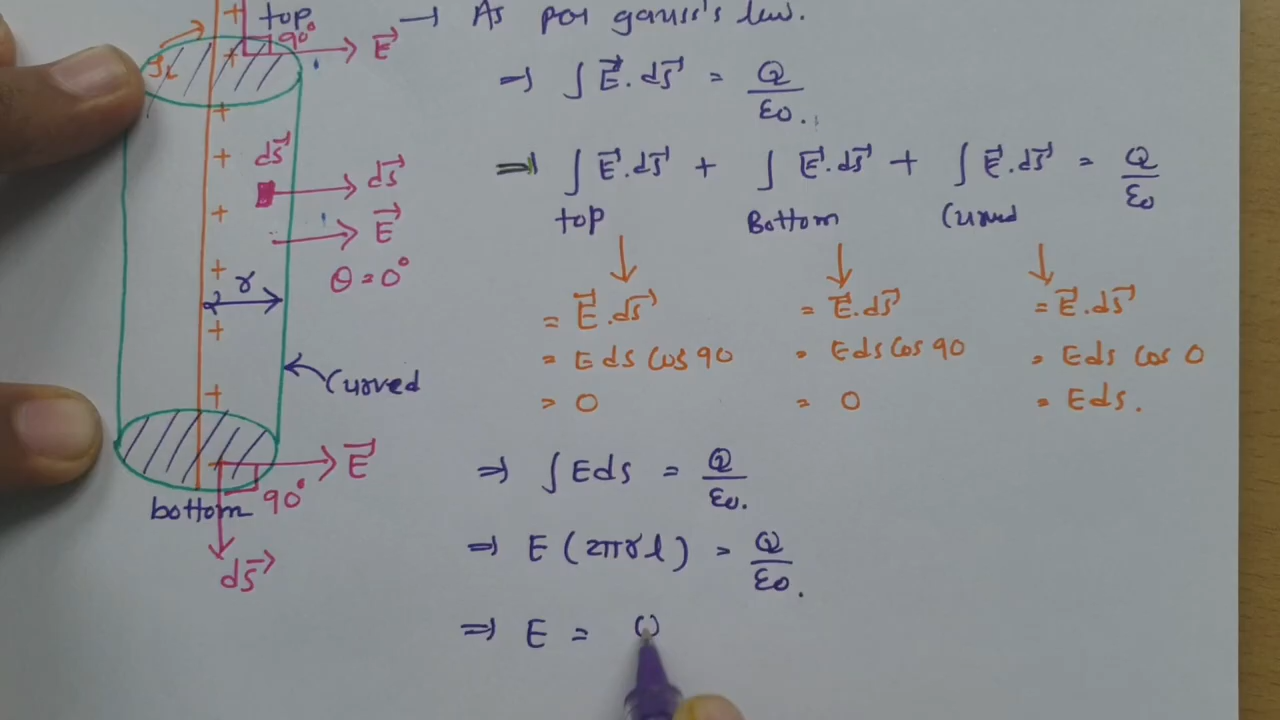 top
90°
E⃗
ds⃗
ds⃗
E⃗
θ = 0°
r
Curved
E⃗
90°
bottom
ds⃗
→ As per gauss's law.
⇒ ∫ E⃗.ds⃗ = Q/ε0.
⇒ ∫ E⃗.ds⃗ + ∫ E⃗.ds⃗ + ∫ E⃗.ds⃗ = Q/ε0
top Bottom Curved
= E⃗.ds⃗ = E⃗.ds⃗ = E⃗.ds⃗
= E ds cos 90 = E ds cos 90 = E ds cos 0
= 0 = 0 = Eds.
⇒ ∫ E ds = Q/ε0.
⇒ E (2πrl) = Q/ε0.
⇒ E =